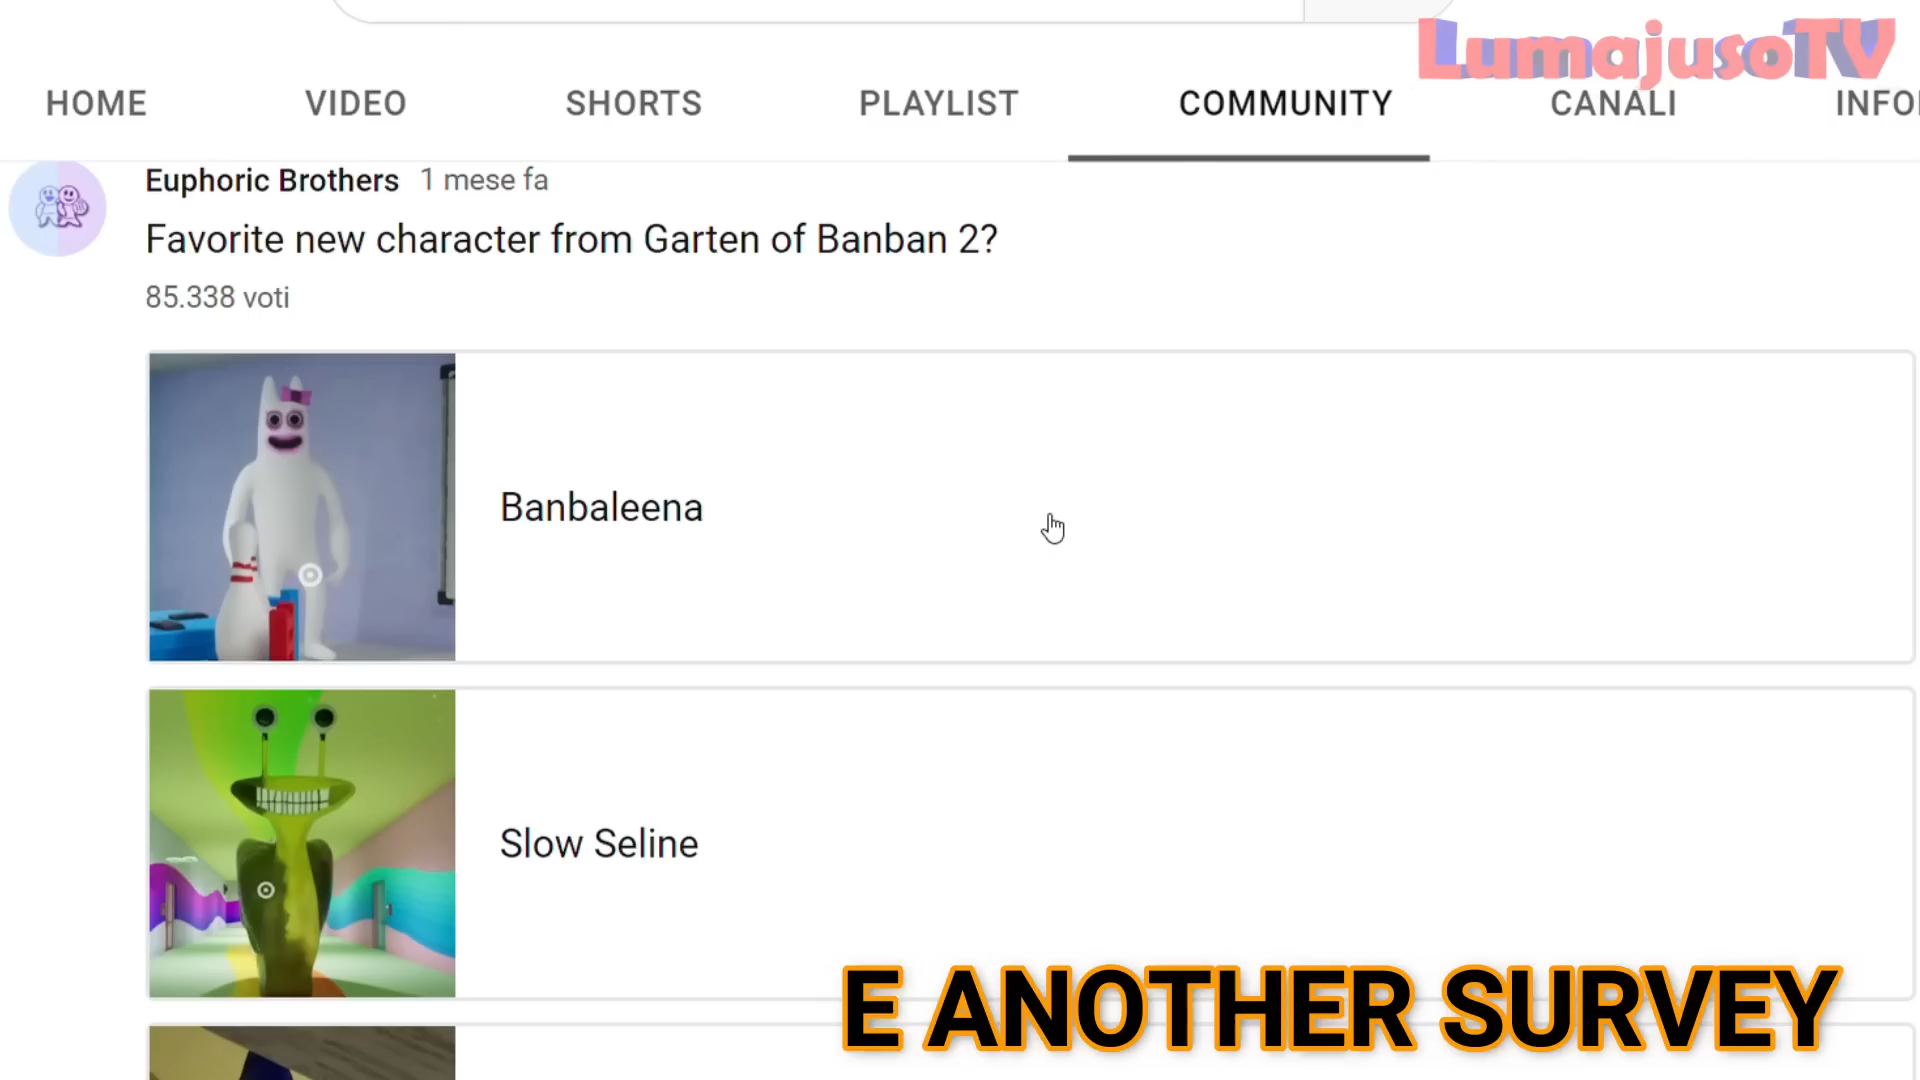 LumajusoTV
HOME VIDEO SHORTS PLAYLIST COMMUNITY CANALI INFO
Euphoric Brothers 1 mese fa
Favorite new character from Garten of Banban 2?
85.338 voti
Banbaleena
Slow Seline
E ANOTHER SURVEY